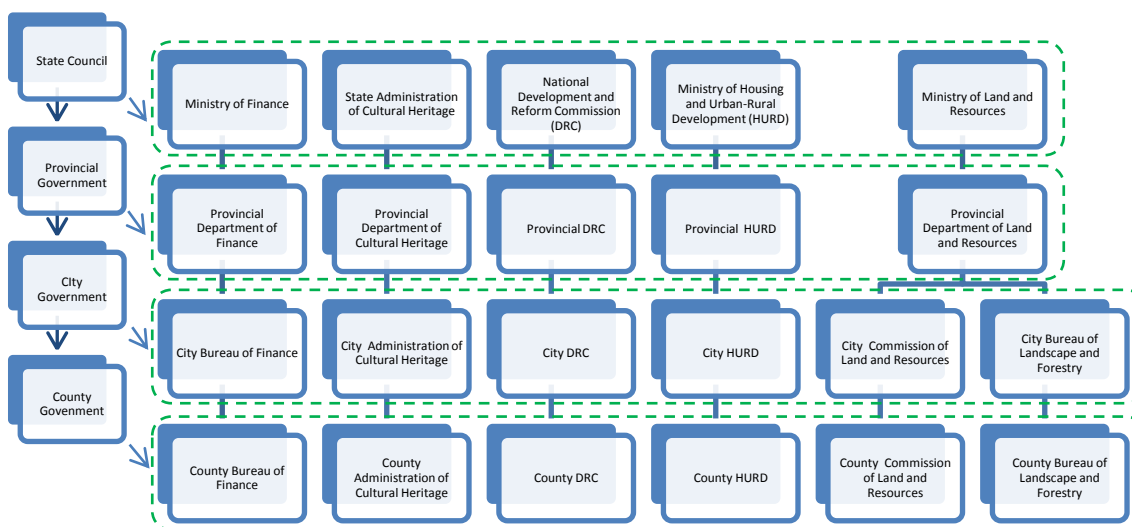 State Council
Ministry of Finance
State Administration
of Cultural Heritage
National
Development and
Reform Commission
(DRC)
Ministry of Housing
and Urban-Rural
Development (HURD)
Ministry of Land and
Resources
Provincial
Government
Provincial
Department of
Finance
Provincial
Department of
Cultural Heritage
Provincial DRC
Provincial HURD
Provincial
Department of Land
and Resources
CIty
Government
City Bureau of Finance
City Administration of
Cultural Heritage
City DRC
City HURD
City Commission of
Land and Resources
City Bureau of
Landscape and
Forestry
County
Govenment
County Bureau of
Finance
County
Administration of
Cultural Heritage
County DRC
County HURD
County Commission
of Land and
Resources
County Bureau of
Landscape and
Forestry